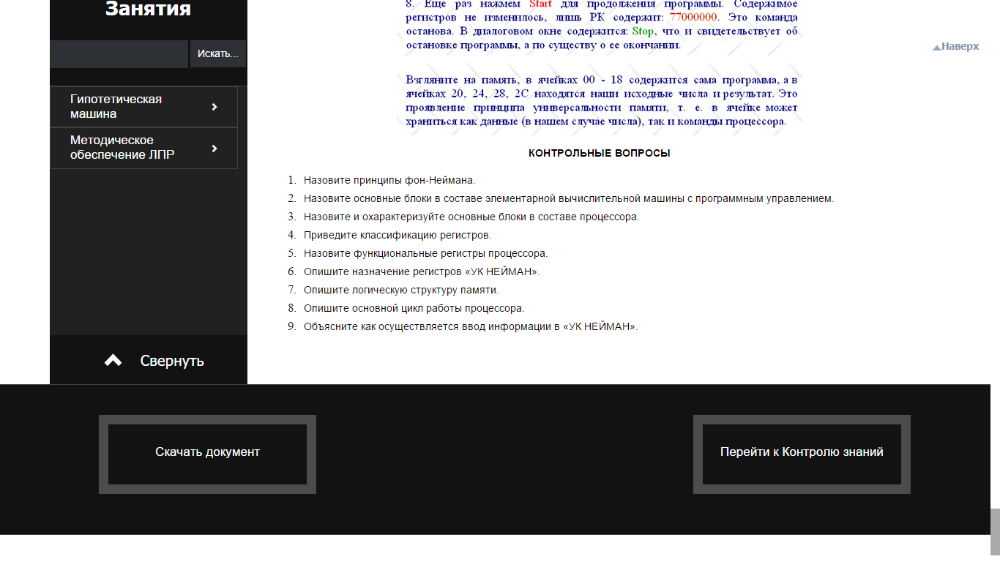 Занятия
Искать...
Гипотетическая
машина
Методическое
обеспечение ЛПР
Свернуть
8. Еще раз нажмем Start для продолжения программы. Содержимое
регистров не изменилось, лишь РК содержит: 77000000. Это команда
останова. В диалоговом окне содержится: Stop, что и свидетельствует об
остановке программы, а по существу о ее окончании.
Взгляните на память, в ячейках 00 - 18 содержится сама программа, а в
ячейках 20, 24, 28, 2С находятся наши исходные числа и результат. Это
проявление принципа универсальности памяти, т. е. в ячейке может
храниться как данные (в нашем случае числа), так и команды процессора.
Наверх
КОНТРОЛЬНЫЕ ВОПРОСЫ
1. Назовите принципы фон-Неймана.
2. Назовите основные блоки в составе элементарной вычислительной машины с программным управлением.
3. Назовите и охарактеризуйте основные блоки в составе процессора.
4. Приведите классификацию регистров.
5. Назовите функциональные регистры процессора.
6. Опишите назначение регистров «УК НЕЙМАН».
7. Опишите логическую структуру памяти.
8. Опишите основной цикл работы процессора.
9. Объясните как осуществляется ввод информации в «УК НЕЙМАН».
Скачать документ
Перейти к Контролю знаний